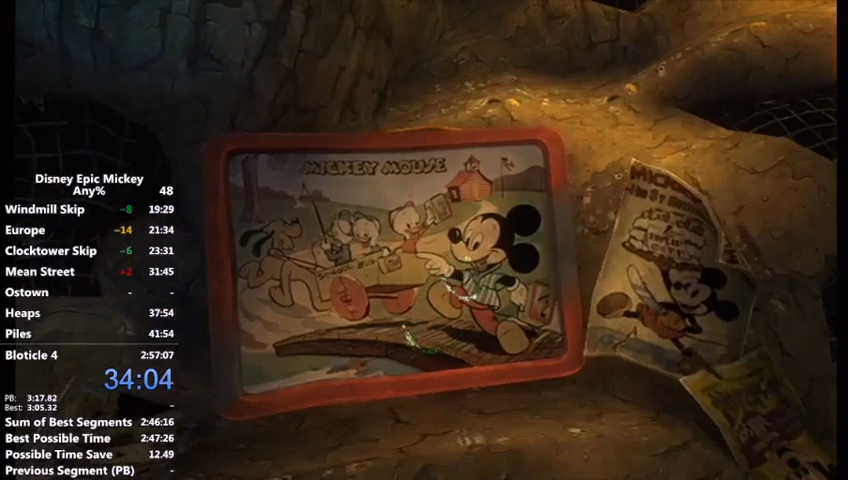 Disney Epic Mickey
Any% 48
Windmill Skip -8 19:29
Europe -14 21:34
Clocktower Skip -6 23:31
Mean Street +2 31:45
Ostown - -
Heaps 37:54
Piles 41:54
Bloticle 4 2:57:07
34:04
PB: 3:17.82
Best: 3:05.32 -
Sum of Best Segments 2:46:16
Best Possible Time 2:47:26
Possible Time Save 12.49
Previous Segment (PB) -
MICKEY MOUSE